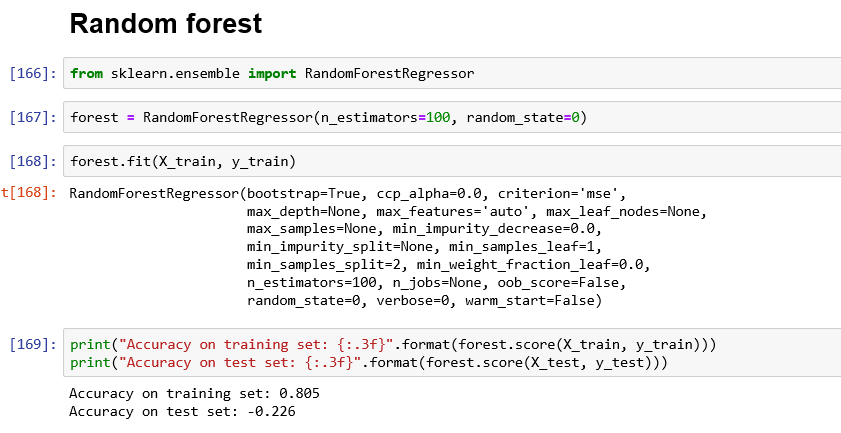 Random forest
[166]: from sklearn.ensemble import RandomForestRegressor
[167]: forest = RandomForestRegressor(n_estimators=100, random_state=0)
[168]: forest.fit(X_train, y_train)
t[168]: RandomForestRegressor(bootstrap=True, ccp_alpha=0.0, criterion='mse',
max_depth=None, max_features='auto', max_leaf_nodes=None,
max_samples=None, min_impurity_decrease=0.0,
min_impurity_split=None, min_samples_leaf=1,
min_samples_split=2, min_weight_fraction_leaf=0.0,
n_estimators=100, n_jobs=None, oob_score=False,
random_state=0, verbose=0, warm_start=False)
[169]: print("Accuracy on training set: {:.3f}".format(forest.score(X_train, y_train)))
print("Accuracy on test set: {:.3f}".format(forest.score(X_test, y_test)))
Accuracy on training set: 0.805
Accuracy on test set: -0.226